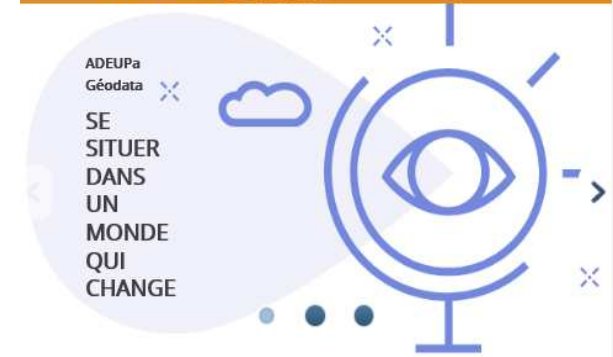 ADEUPa
Géodata
SE
SITUER
DANS
UN
MONDE
QUI
CHANGE